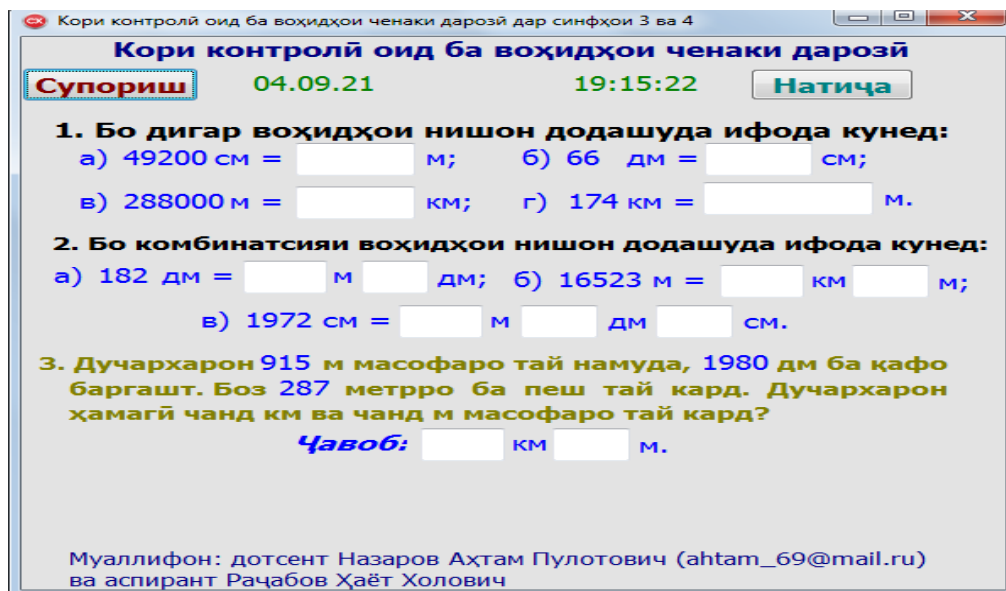 Кори контролӣ оид ба воҳидҳои ченаки дарозӣ дар синфҳои 3 ва 4
Кори контролӣ оид ба воҳидҳои ченаки дарозӣ
Супориш 04.09.21 19:15:22 Натиҷа
1. Бо дигар воҳидҳои нишон додашуда ифода кунед:
а) 49200 см = м; б) 66 дм = см;
в) 288000 м = км; г) 174 км = м.
2. Бо комбинатсияи воҳидҳои нишон додашуда ифода кунед:
а) 182 дм = м дм; б) 16523 м = км м;
в) 1972 см = м дм см.
3. Дучархарон 915 м масофаро тай намуда, 1980 дм ба қафо
баргашт. Боз 287 метрро ба пеш тай кард. Дучархарон
ҳамагӣ чанд км ва чанд м масофаро тай кард?
Ҷавоб: км м.
Муаллифон: дотсент Назаров Аҳтам Пулотович (ahtam_69@mail.ru)
ва аспирант Раҷабов Ҳаёт Холович